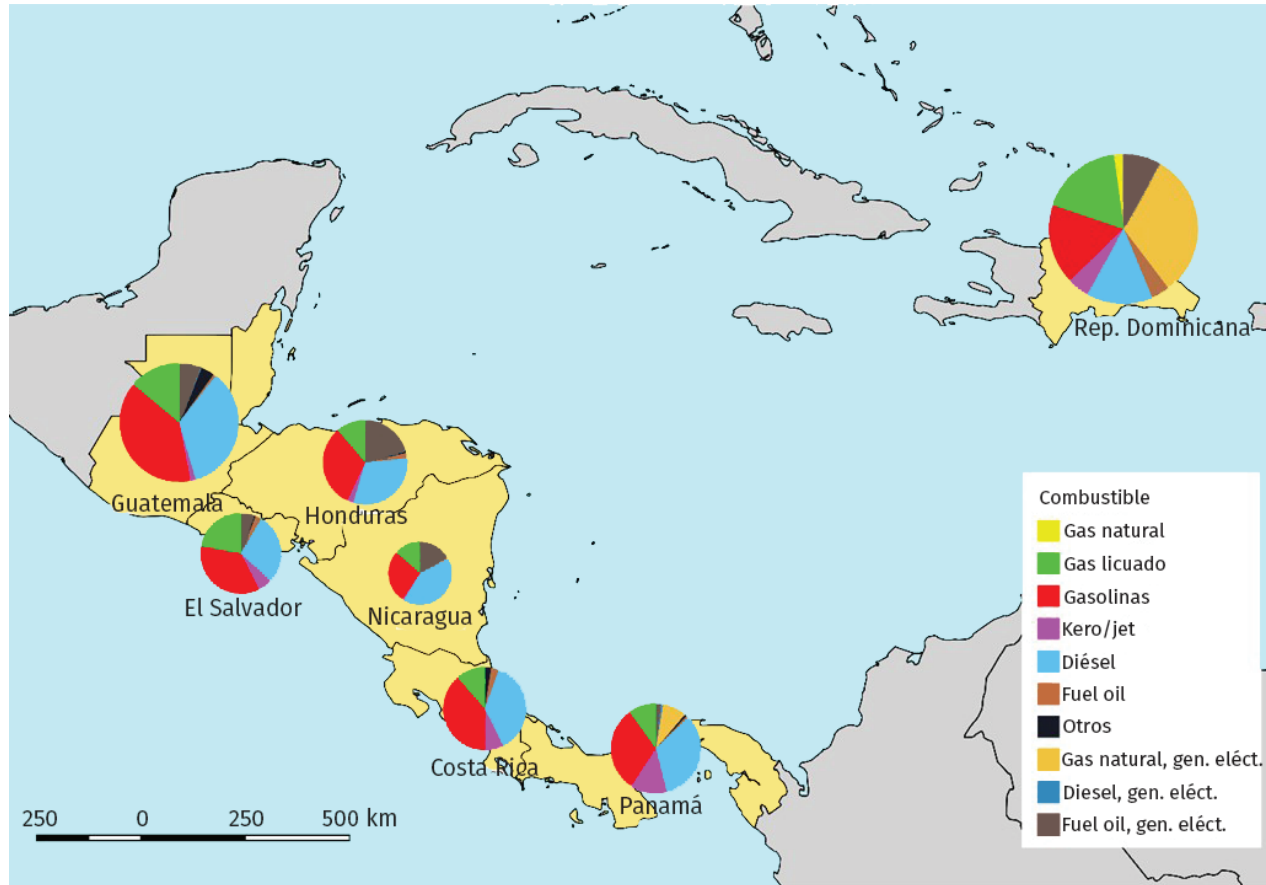 Rep. Dominicana
Guatemala
Honduras
El Salvador
Nicaragua
Costa Rica
Panamá
Combustible
Gas natural
Gas licuado
Gasolinas
Kero/jet
Diésel
Fuel oil
Otros
Gas natural, gen. eléct.
Diesel, gen. eléct.
Fuel oil, gen. eléct.
250 0 250 500 km